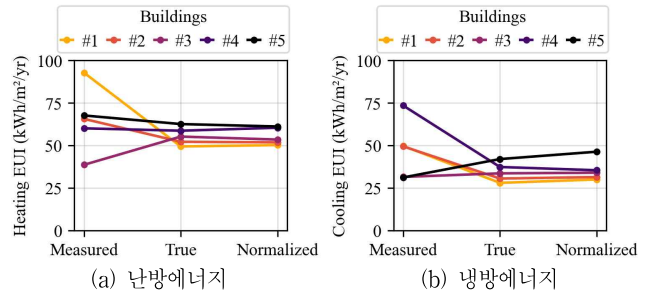 Buildings
#1 #2 #3 #4 #5
Heating EUI (kWh/m²/yr)
100
75
50
25
0
Measured True Normalized
(a) 난방에너지
Buildings
#1 #2 #3 #4 #5
Cooling EUI (kWh/m²/yr)
100
75
50
25
0
Measured True Normalized
(b) 냉방에너지